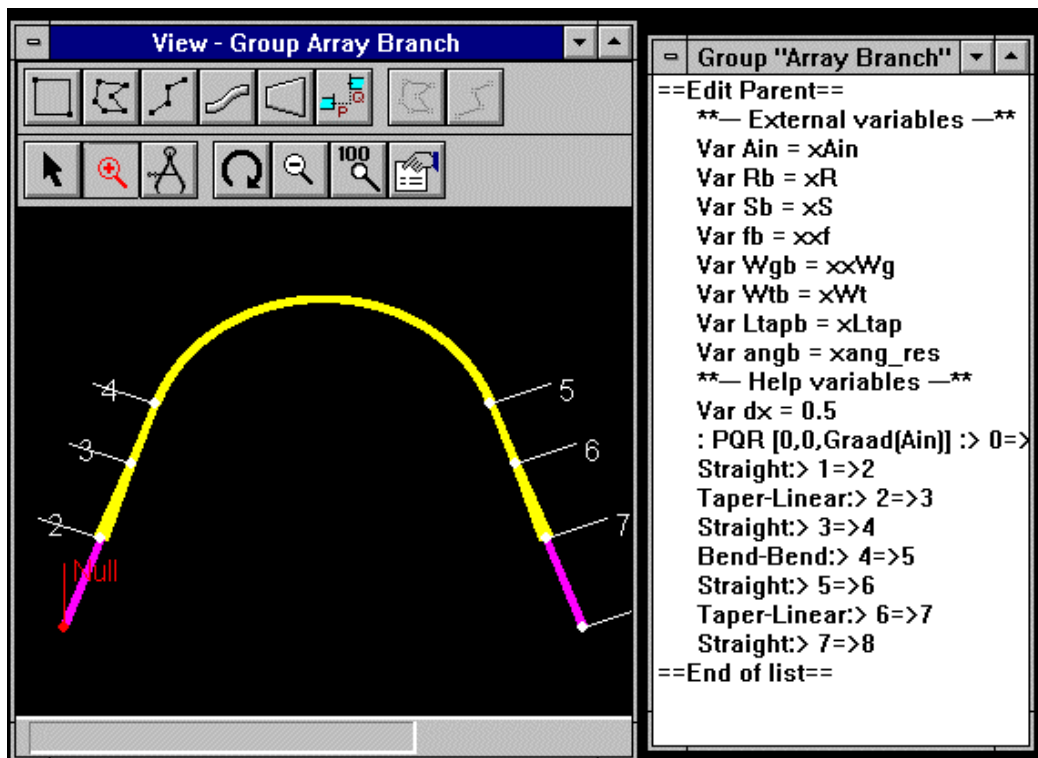 View - Group Array Branch
P
Q
100
4
5
3
6
2
7
Null
Group "Array Branch"
==Edit Parent==
**— External variables —**
Var Ain = xAin
Var Rb = xR
Var Sb = xS
Var fb = xxf
Var Wgb = xxWg
Var Wtb = xWt
Var Ltapb = xLtap
Var angb = xang_res
**— Help variables —**
Var dx = 0.5
: PQR [0,0,Graad(Ain)] :> 0=>
Straight:> 1=>2
Taper-Linear:> 2=>3
Straight:> 3=>4
Bend-Bend:> 4=>5
Straight:> 5=>6
Taper-Linear:> 6=>7
Straight:> 7=>8
==End of list==